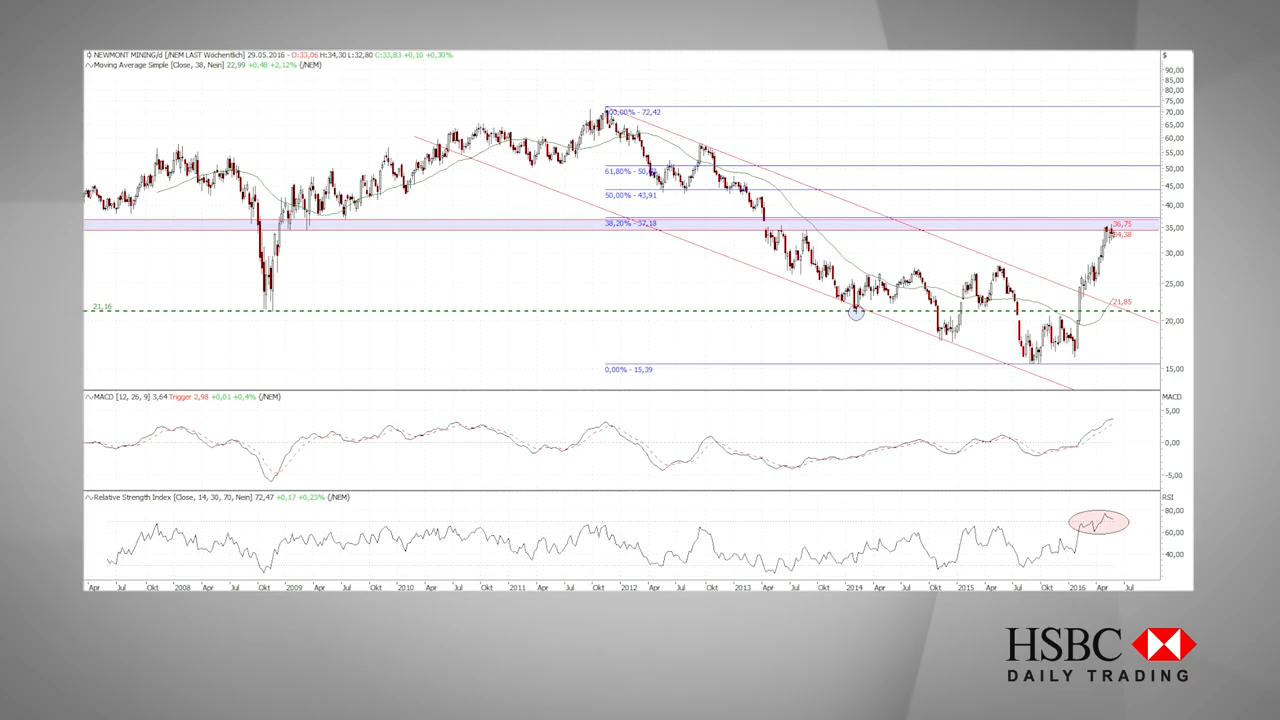 NEWMONT MINING/d [/NEM LAST Wöchentlich] 29.05.2016 - O:33,06 H:34,30 L:32,80 C:33,83 +0,10 +0,30%
$
Moving Average Simple [Close, 38, Nein] 22,99 +0,48 +2,12% (/NEM)
90,00
85,00
80,00
75,00
70,00
65,00
60,00
55,00
50,00
45,00
40,00
35,00
30,00
25,00
20,00
15,00
100,00% - 72,42
61,80% - 50,
50,00% - 43,91
38,20% - 37,18
36,75
34,38
21,85
21,16
0,00% - 15,39
MACD [12, 26, 9] 3,64 Trigger 2,98 +0,01 +0,4% (/NEM)
MACD
5,00
0,00
-5,00
Relative Strength Index [Close, 14, 30, 70, Nein] 72,47 +0,17 +0,23% (/NEM)
RSI
80,00
60,00
40,00
Apr Jul Okt 2008 Apr Jul Okt 2009 Apr Jul Okt 2010 Apr Jul Okt 2011 Apr Jul Okt 2012 Apr Jul Okt 2013 Apr Jul Okt 2014 Apr Jul Okt 2015 Apr Jul Okt 2016 Apr Jul
HSBC
DAILY TRADING